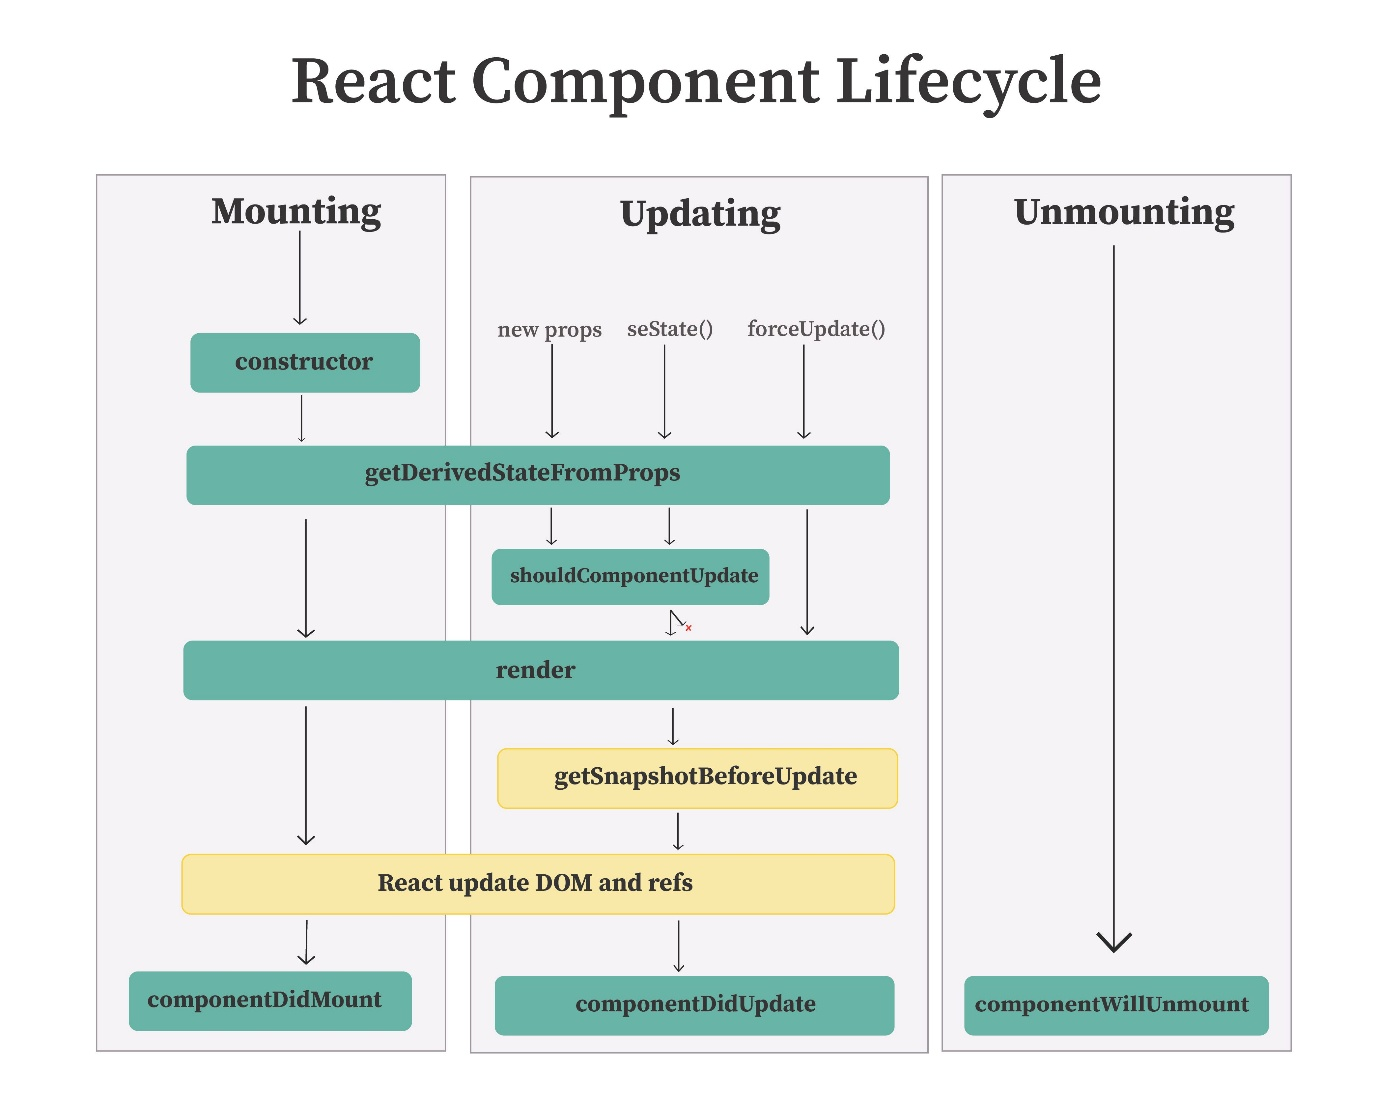 React Component Lifecycle
Mounting
Updating
Unmounting
new props
seState()
forceUpdate()
constructor
getDerivedStateFromProps
shouldComponentUpdate
x
render
getSnapshotBeforeUpdate
React update DOM and refs
componentDidMount
componentDidUpdate
componentWillUnmount